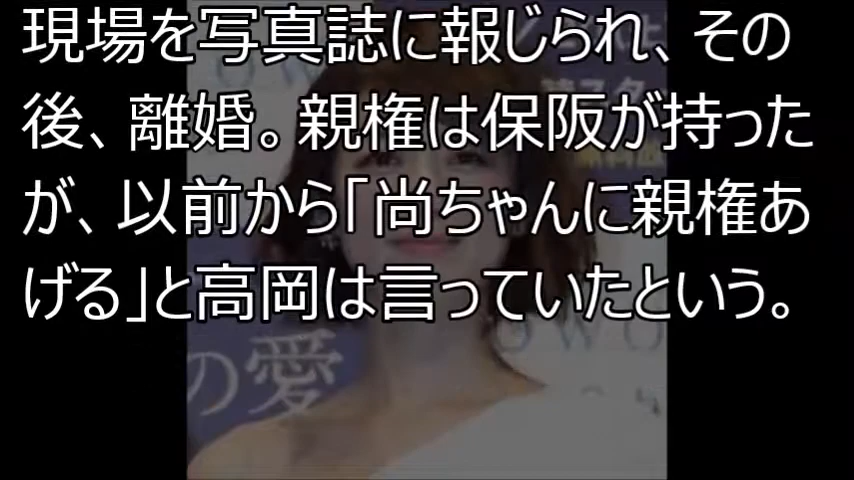 現場を写真誌に報じられ、その
後、離婚。親権は保阪が持った
が、以前から「尚ちゃんに親権あ
げる」と高岡は言っていたという。
の愛